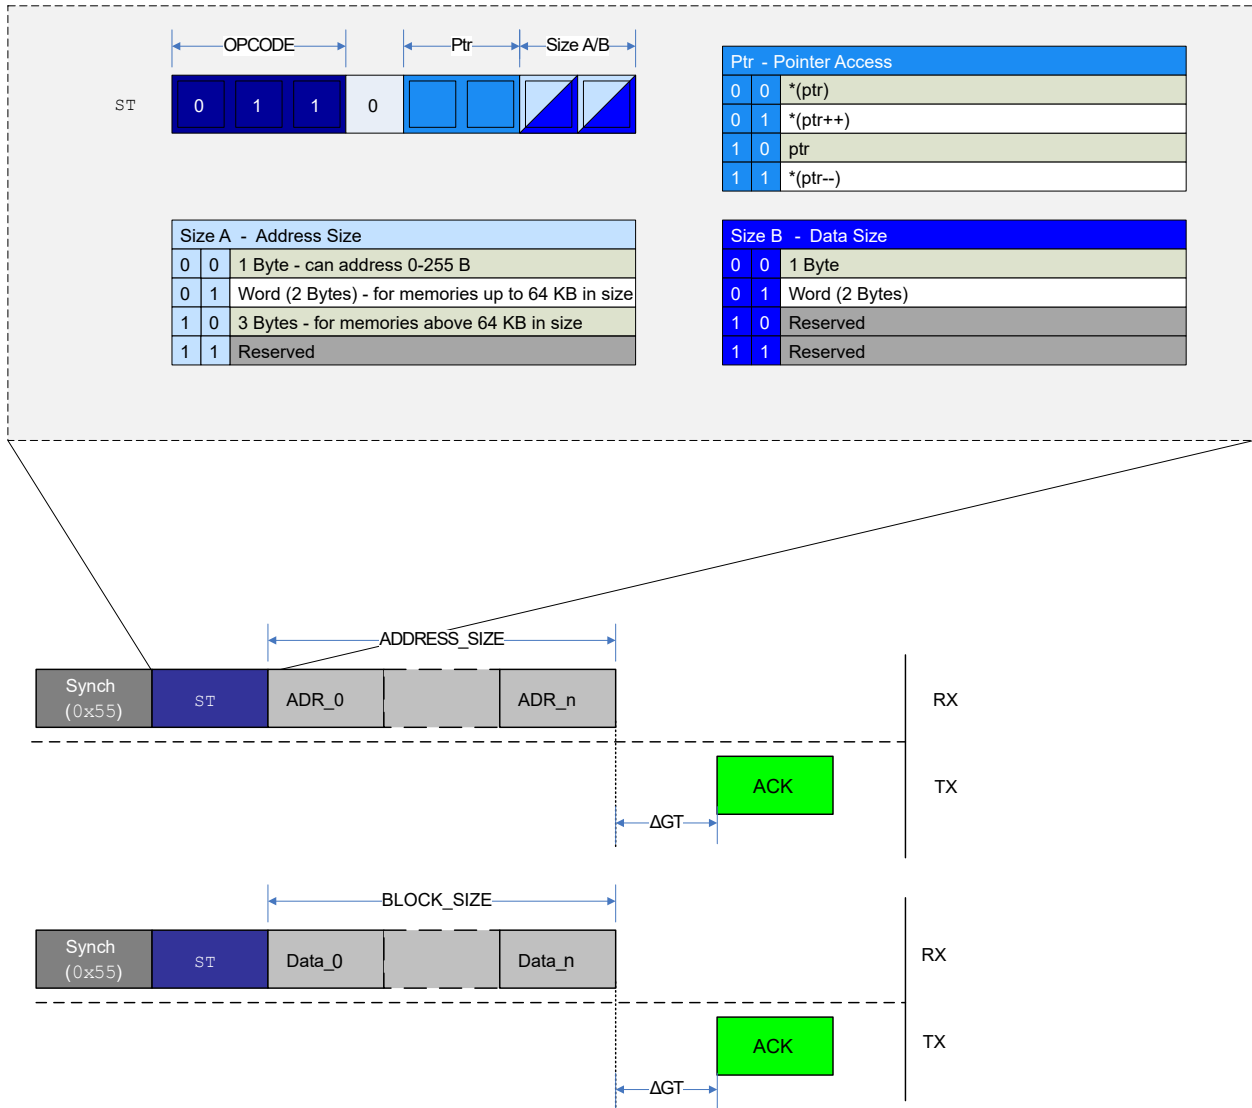 OPCODE Ptr Size A/B
ST 0 1 1 0
Ptr - Pointer Access
0 0 *(ptr)
0 1 *(ptr++)
1 0 ptr
1 1 *(ptr--)
Size A - Address Size
0 0 1 Byte - can address 0-255 B
0 1 Word (2 Bytes) - for memories up to 64 KB in size
1 0 3 Bytes - for memories above 64 KB in size
1 1 Reserved
Size B - Data Size
0 0 1 Byte
0 1 Word (2 Bytes)
1 0 Reserved
1 1 Reserved
ADDRESS_SIZE
Synch
(0x55)
ST
ADR_0
ADR_n
RX
ACK
TX
ΔGT
BLOCK_SIZE
Synch
(0x55)
ST
Data_0
Data_n
RX
ACK
TX
ΔGT